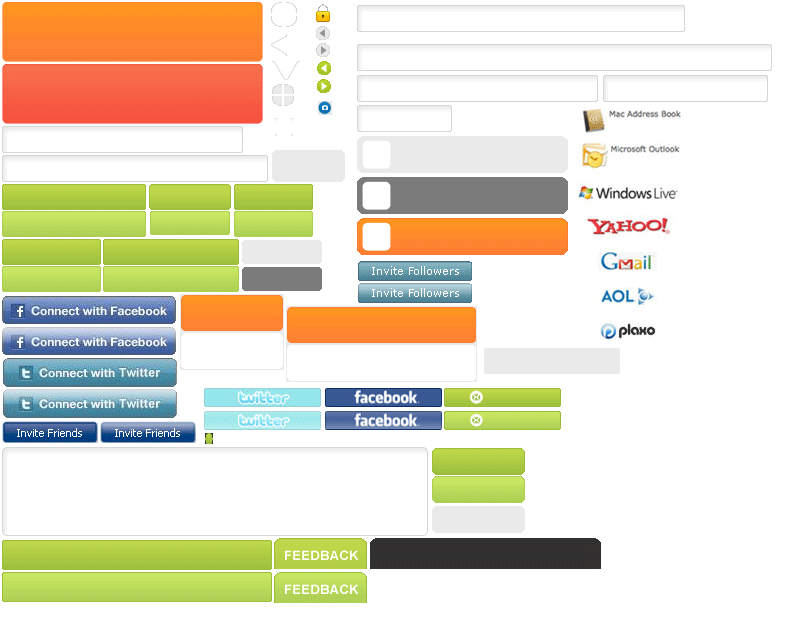 Mac Address Book
Microsoft Outlook
Windows Live
YAHOO!
Invite Followers
Gmail
Invite Followers
AOL
Connect with Facebook
plaxo
Connect with Facebook
Connect with Twitter
twitter facebook
Connect with Twitter
twitter facebook
Invite Friends Invite Friends
FEEDBACK
FEEDBACK